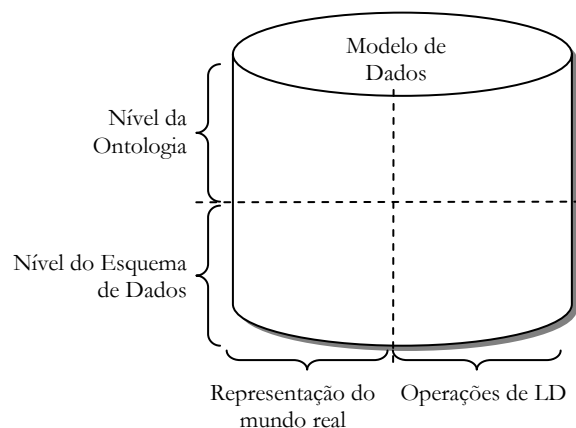 Modelo de
Dados
Nível da
Ontologia
Nível do Esquema
de Dados
Representação do
mundo real
Operações de LD